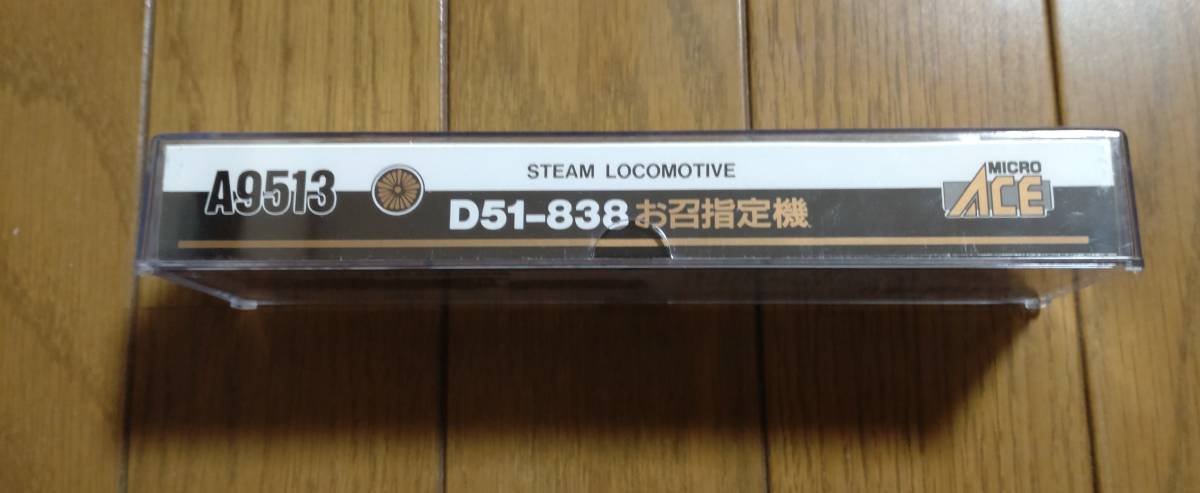 A9513
STEAM LOCOMOTIVE
D51-838お召指定機
MICRO
ACE